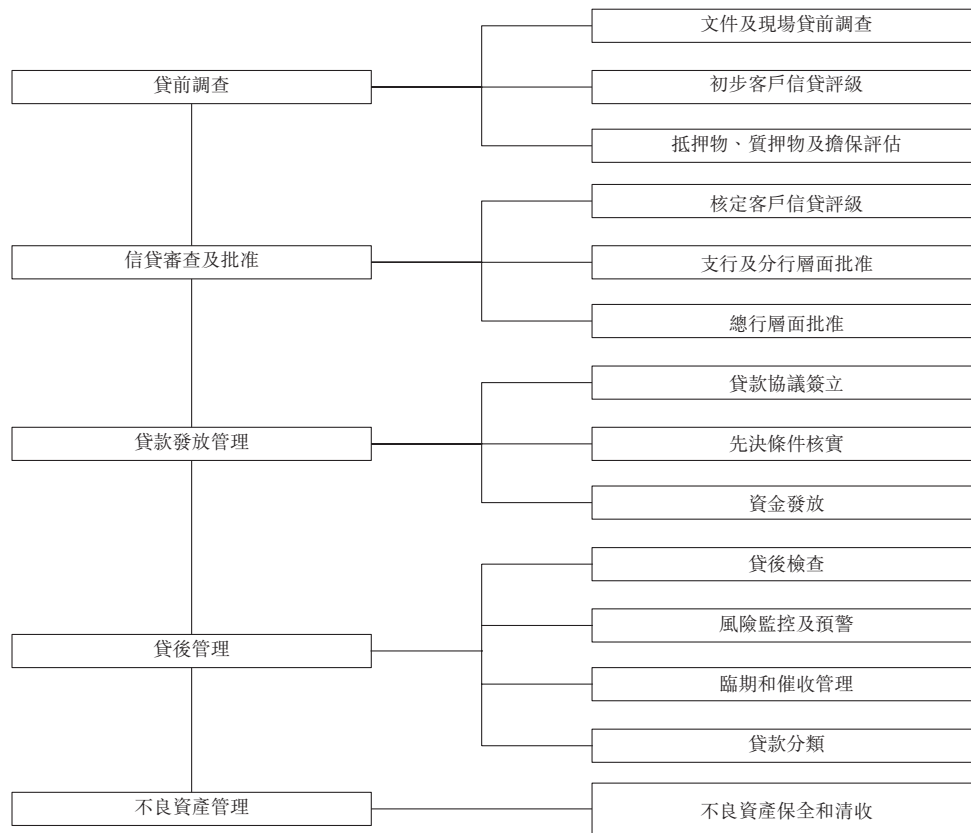 貸前調查
文件及現場貸前調查
初步客戶信貸評級
抵押物、質押物及擔保評估
信貸審查及批准
核定客戶信貸評級
支行及分行層面批准
總行層面批准
貸款發放管理
貸款協議簽立
先決條件核實
資金發放
貸後管理
貸後檢查
風險監控及預警
臨期和催收管理
貸款分類
不良資產管理
不良資產保全和清收